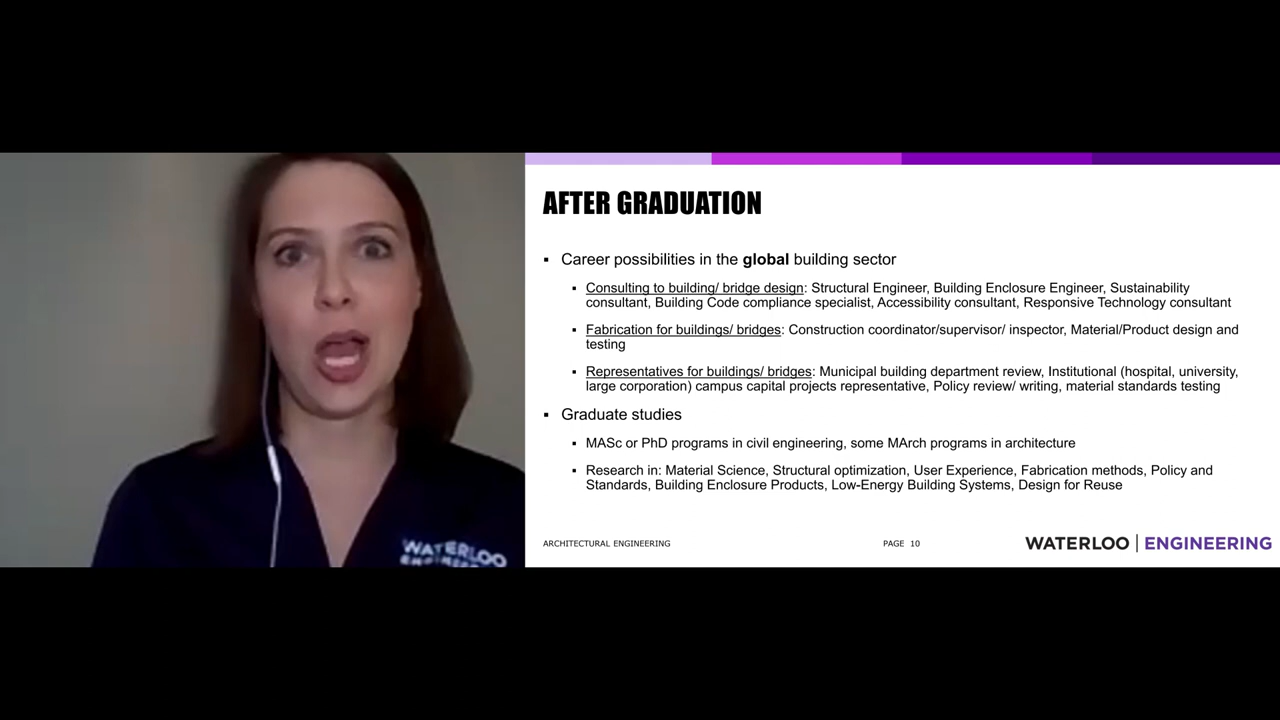 AFTER GRADUATION
▪ Career possibilities in the global building sector
▪ Consulting to building/ bridge design: Structural Engineer, Building Enclosure Engineer, Sustainability
consultant, Building Code compliance specialist, Accessibility consultant, Responsive Technology consultant
▪ Fabrication for buildings/ bridges: Construction coordinator/supervisor/ inspector, Material/Product design and
testing
▪ Representatives for buildings/ bridges: Municipal building department review, Institutional (hospital, university,
large corporation) campus capital projects representative, Policy review/ writing, material standards testing
▪ Graduate studies
▪ MASc or PhD programs in civil engineering, some MArch programs in architecture
▪ Research in: Material Science, Structural optimization, User Experience, Fabrication methods, Policy and
Standards, Building Enclosure Products, Low-Energy Building Systems, Design for Reuse
ARCHITECTURAL ENGINEERING PAGE 10 WATERLOO | ENGINEERING
WATERLOO